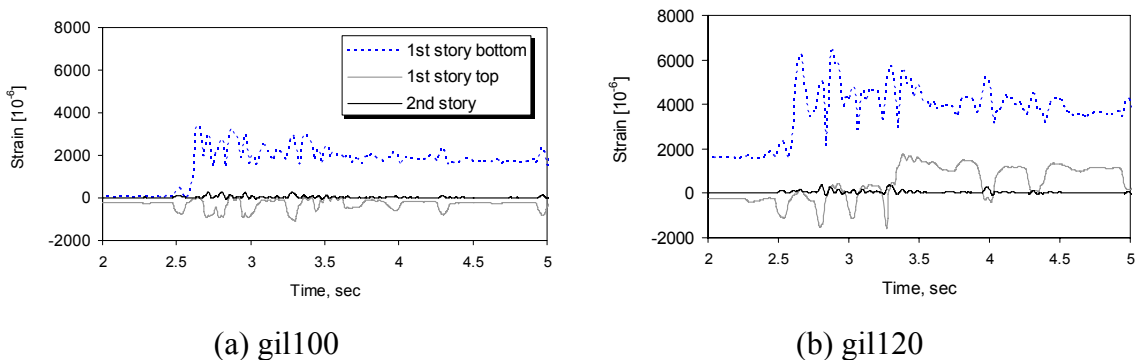 8000
6000
4000
2000
0
-2000
Strain [10⁻⁶]
1st story bottom
1st story top
2nd story
2 2.5 3 3.5 4 4.5 5
Time, sec
(a) gil100
8000
6000
4000
2000
0
-2000
Strain [10⁻⁶]
2 2.5 3 3.5 4 4.5 5
Time, sec
(b) gil120